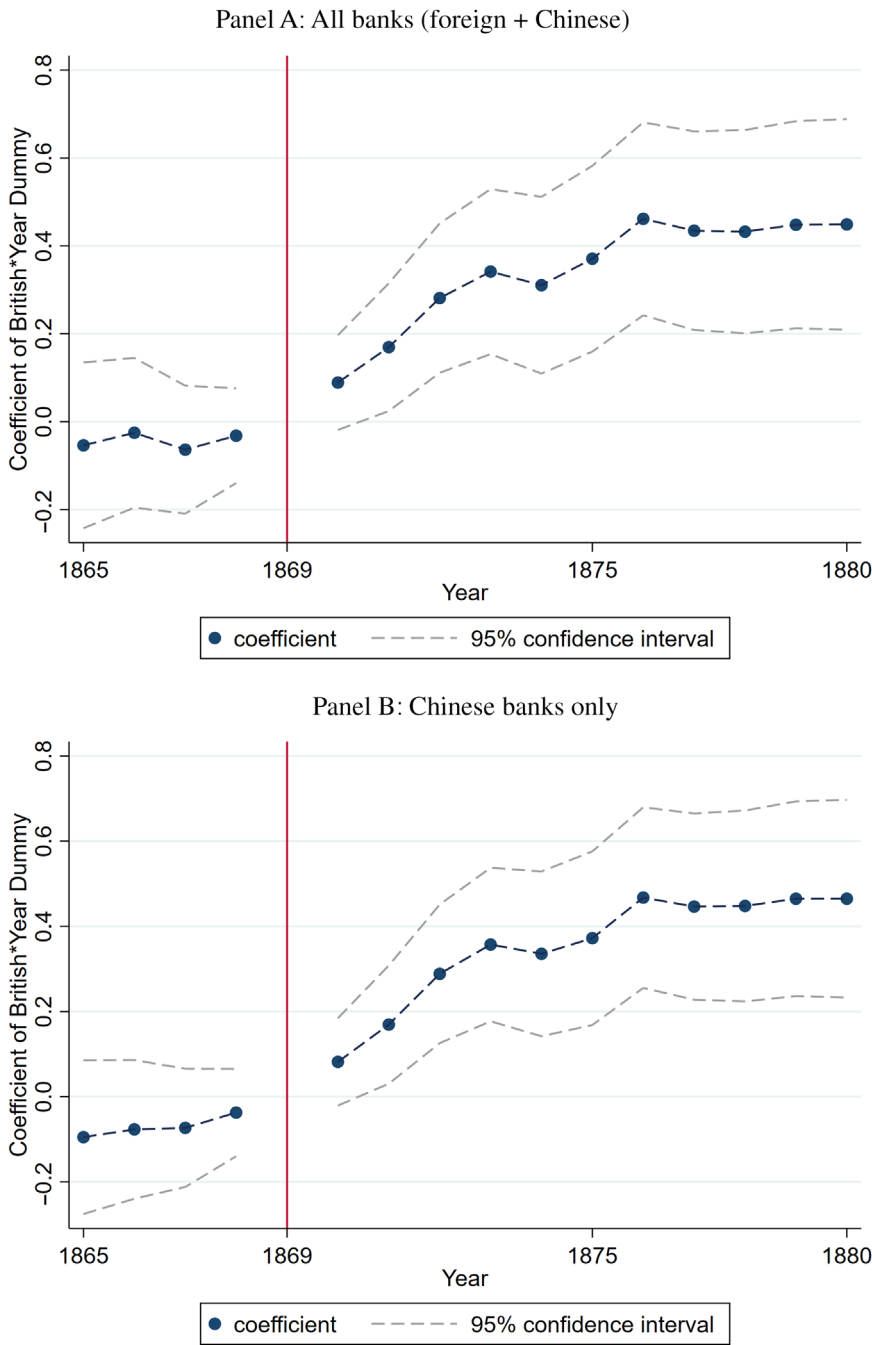 Panel A: All banks (foreign + Chinese)
Coefficient of British*Year Dummy
0.8
0.6
0.4
0.2
0.0
−0.2
1865 1869 1875 1880
Year
coefficient 95% confidence interval
Panel B: Chinese banks only
Coefficient of British*Year Dummy
0.8
0.6
0.4
0.2
0.0
−0.2
1865 1869 1875 1880
Year
coefficient 95% confidence interval